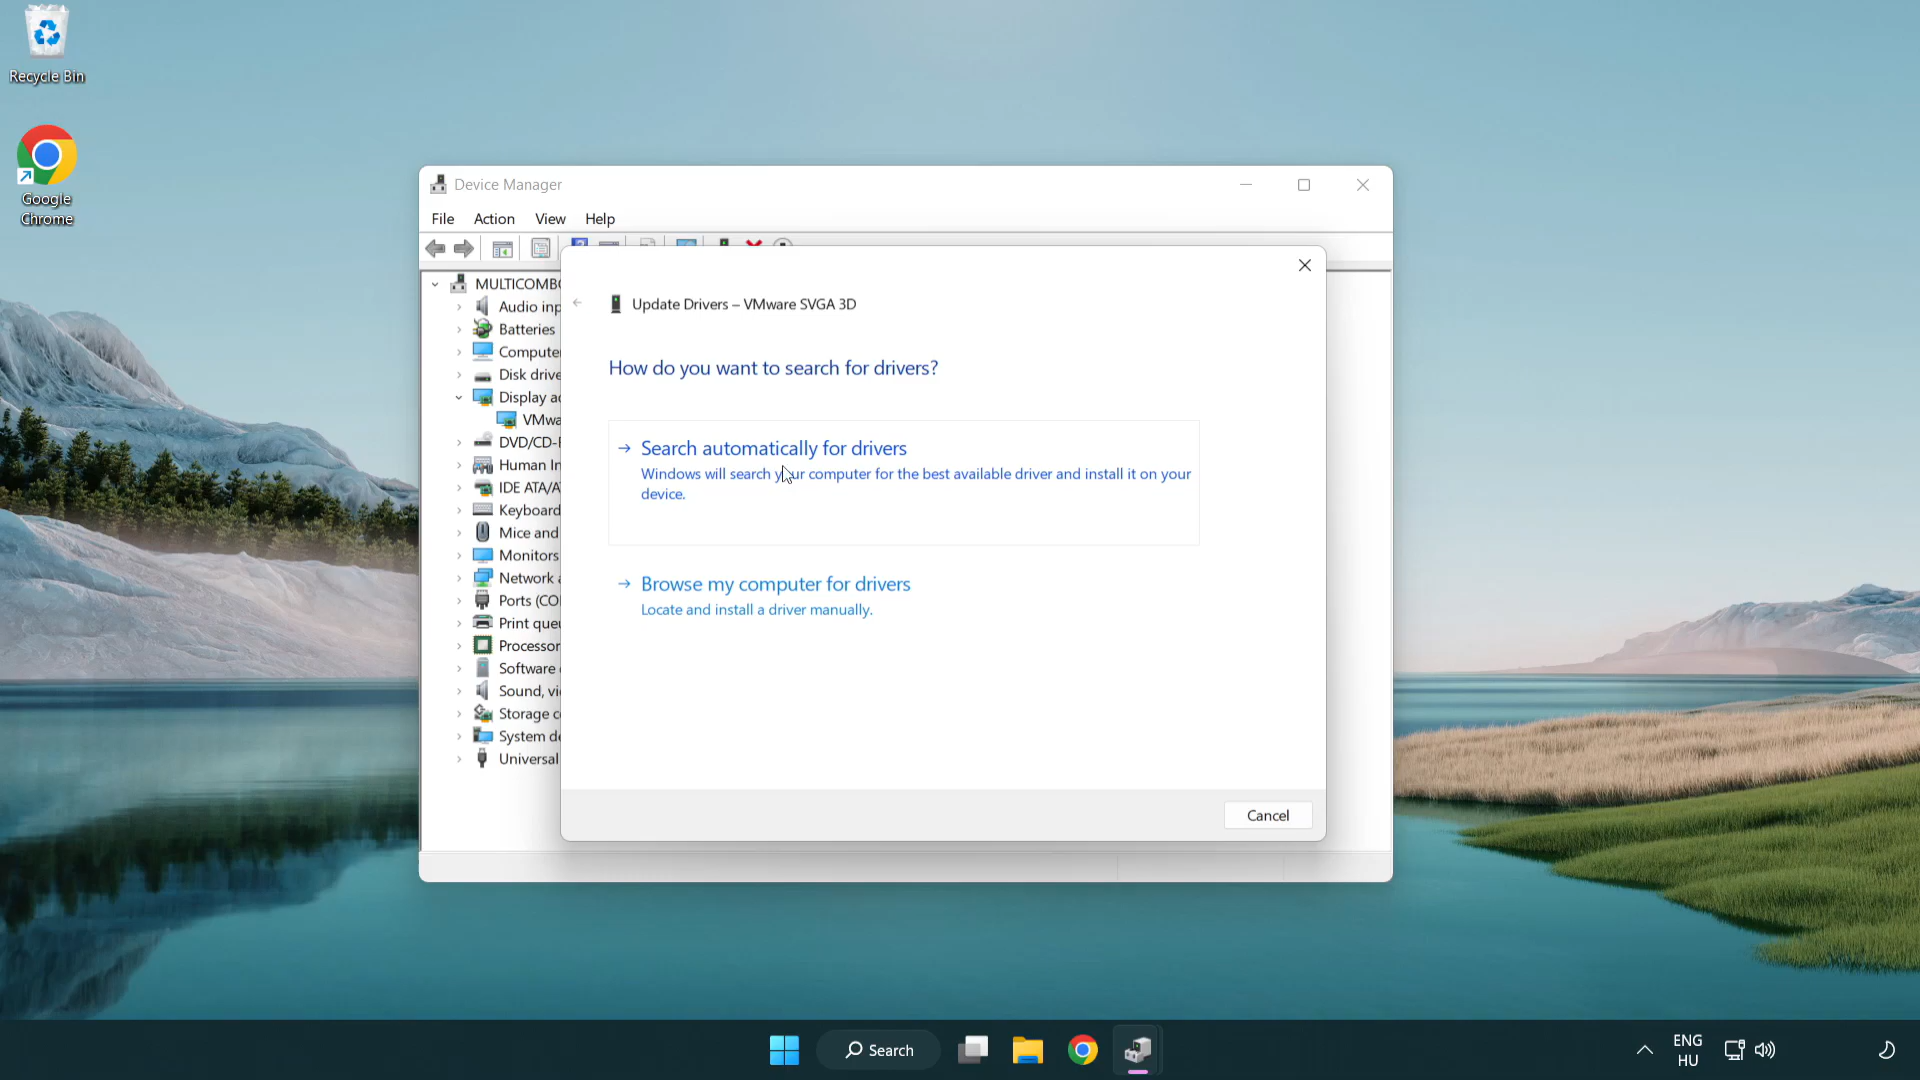 Recycle Bin
Google
Chrome
Device Manager
File Action View Help
Update Drivers – VMware SVGA 3D
How do you want to search for drivers?
Search automatically for drivers
Windows will search your computer for the best available driver and install it on your
device.
Browse my computer for drivers
Locate and install a driver manually.
Cancel
MULTICOMBO
Audio inp
Batteries
Compute
Disk drive
Display a
VMwa
DVD/CD-
Human In
IDE ATA/A
Keyboard
Mice and
Monitors
Network a
Ports (CO
Print que
Processor
Software
Sound, vi
Storage c
System de
Universal
Search
ENG
HU